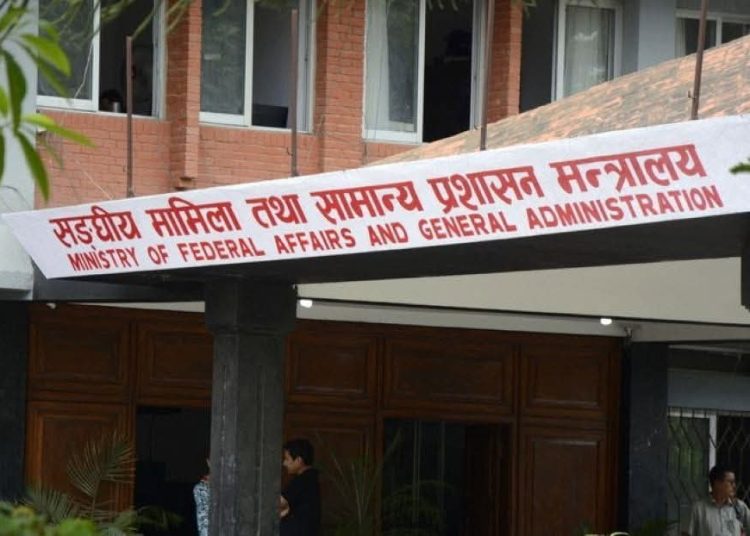 सङ्घीय मामिला तथा सामान्य प्रशासन मन्त्रालय
MINISTRY OF FEDERAL AFFAIRS AND GENERAL ADMINISTRATION